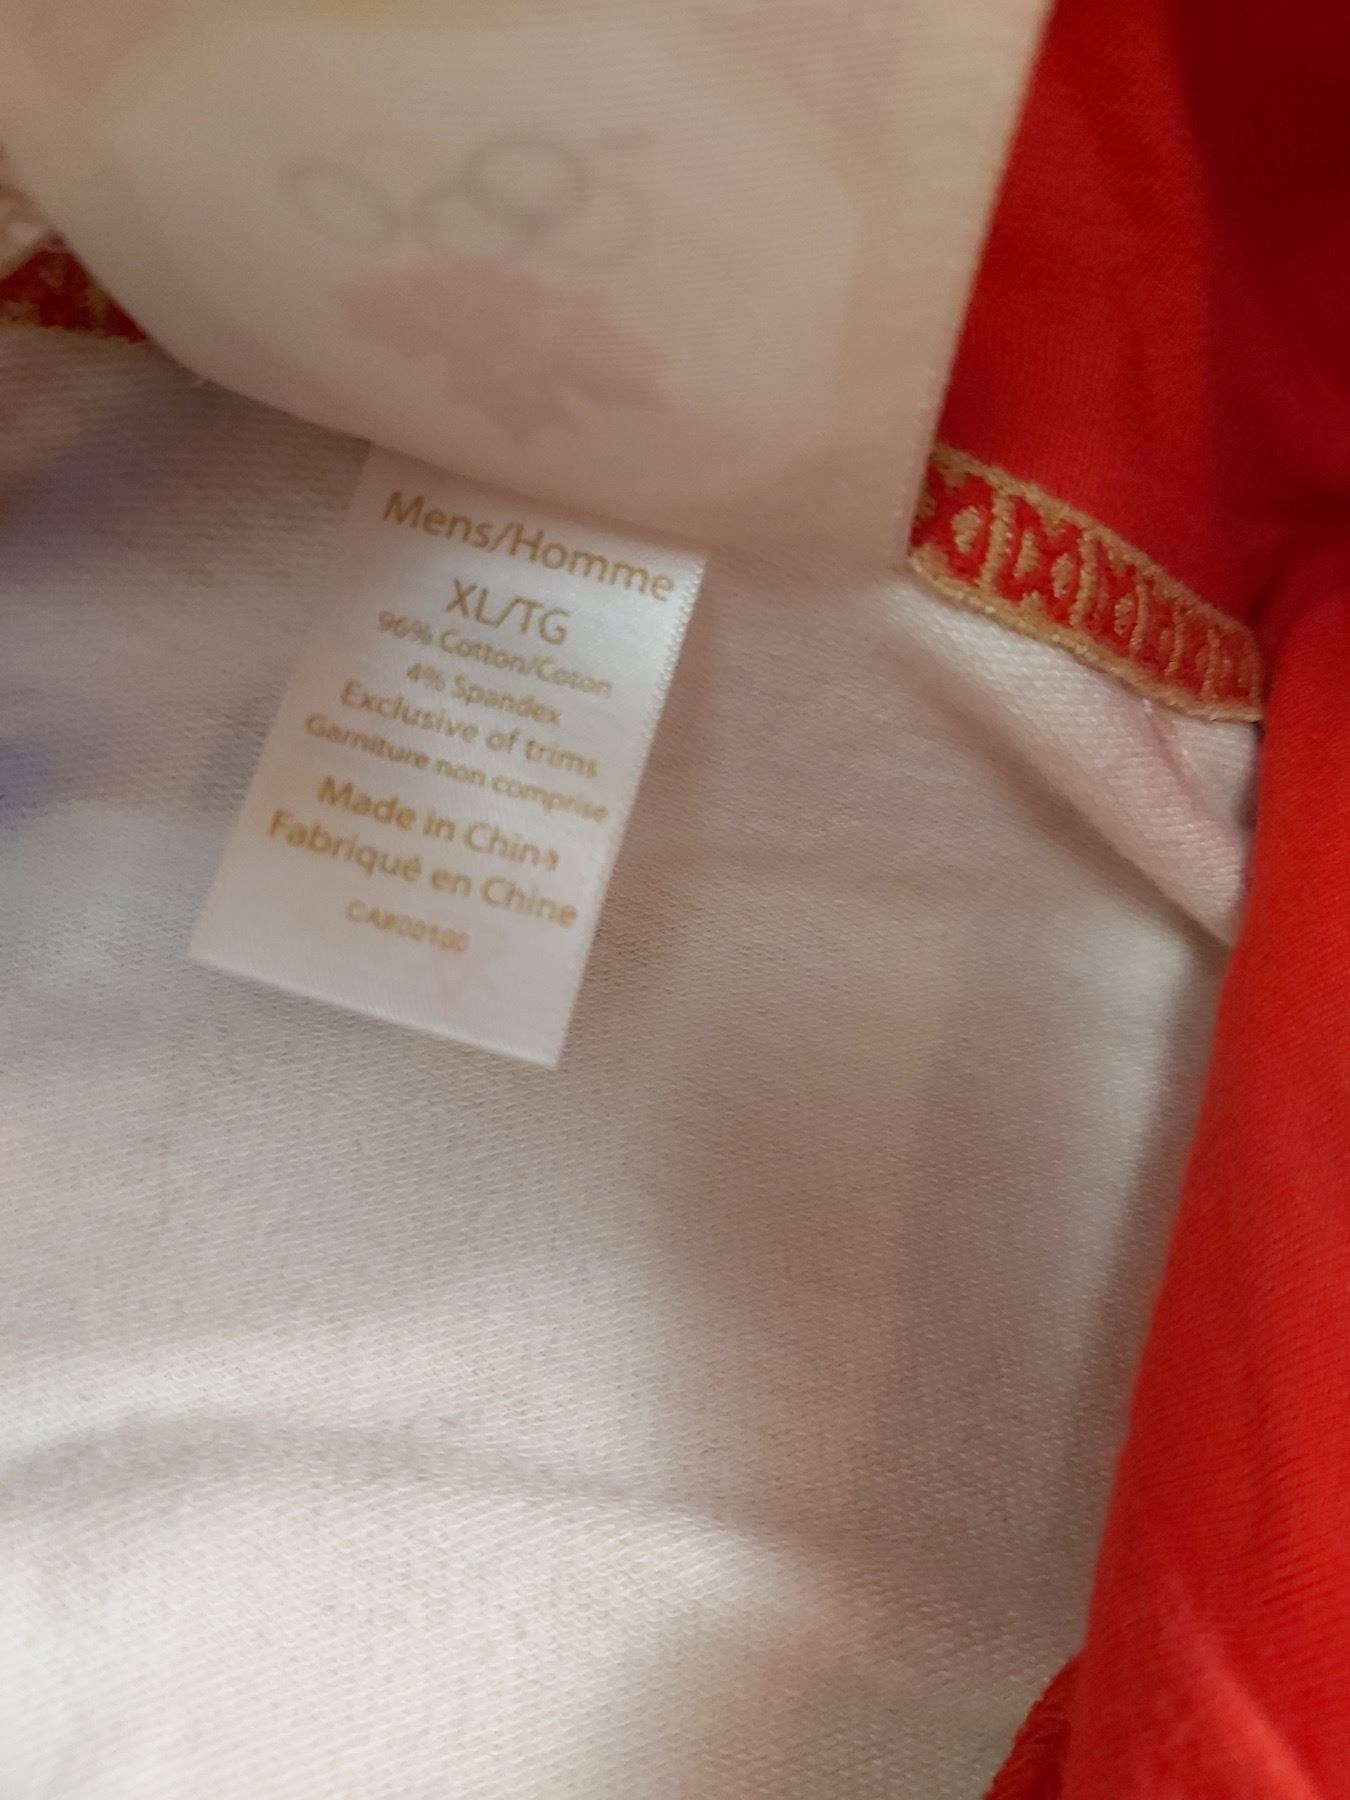 Mens/Homme
XL/TG
96% Cotton/Coton
4% Spandex
Exclusive of trims
Garniture non comprise
Made in China
Fabriqué en Chine
CAR00100